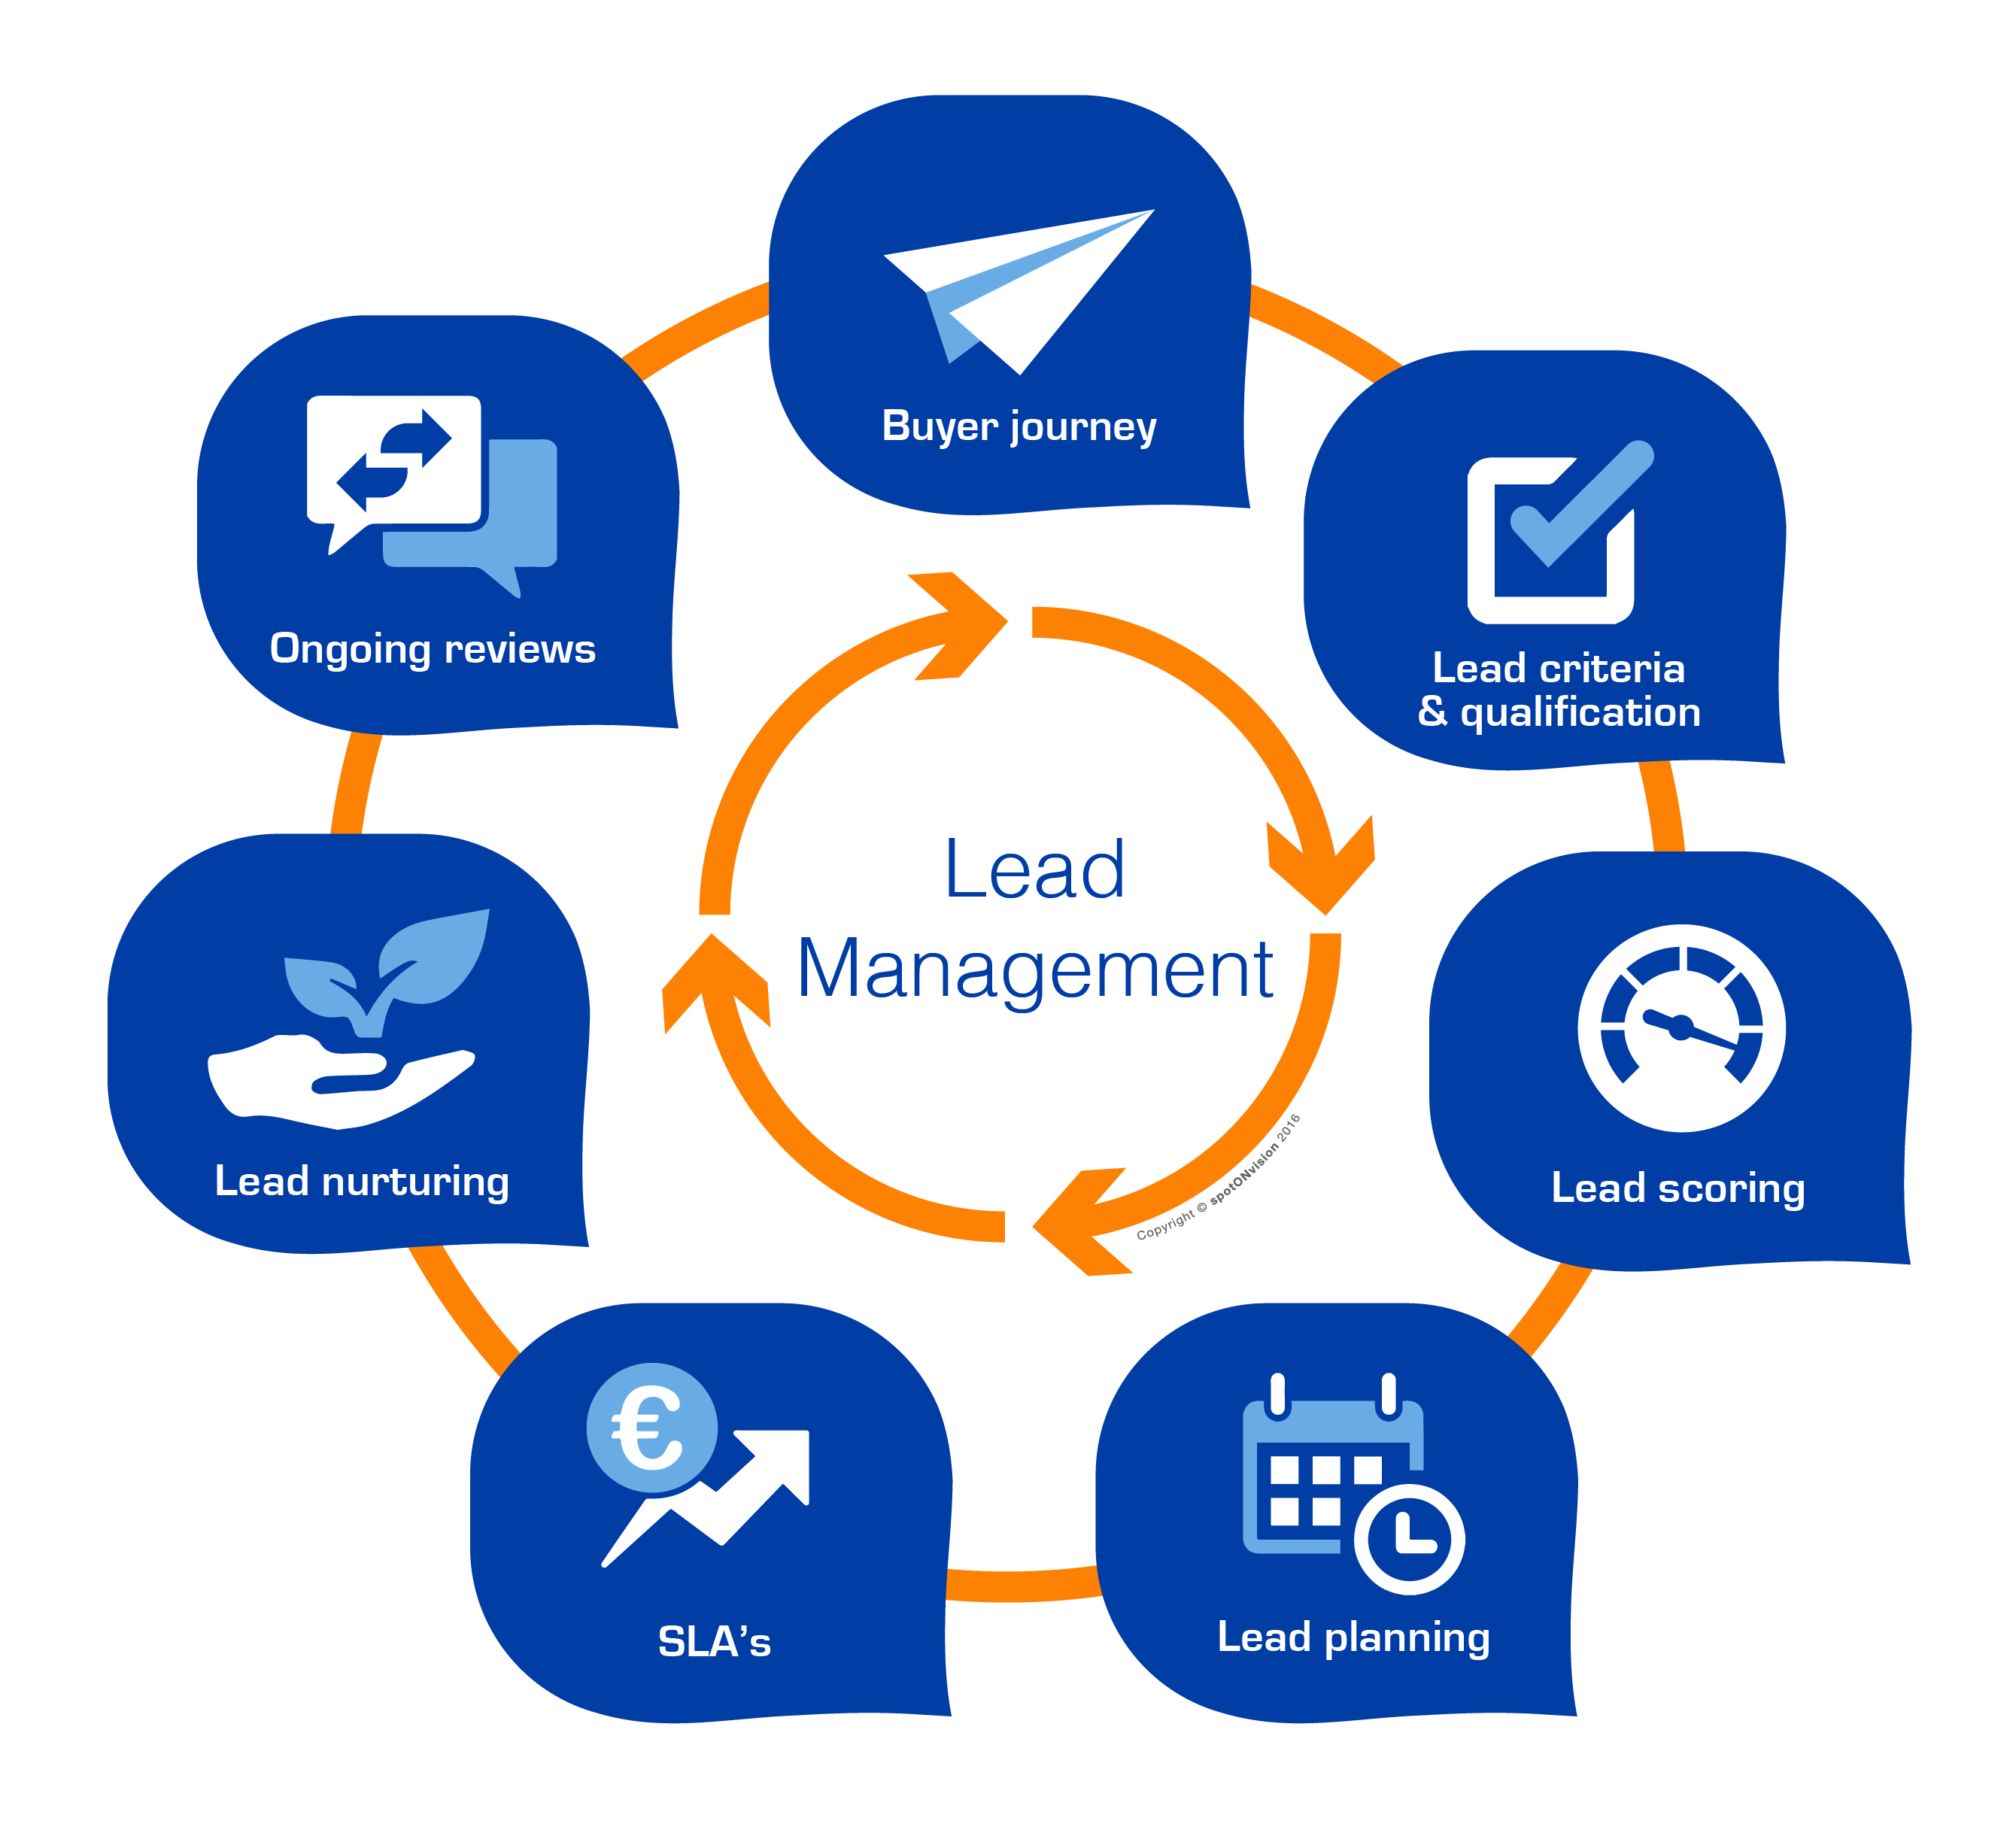 Buyer journey
Lead criteria
& qualification
Lead scoring
Lead planning
SLA’s
Lead nurturing
Ongoing reviews
Lead
Management
Copyright © spotONvision 2016
€